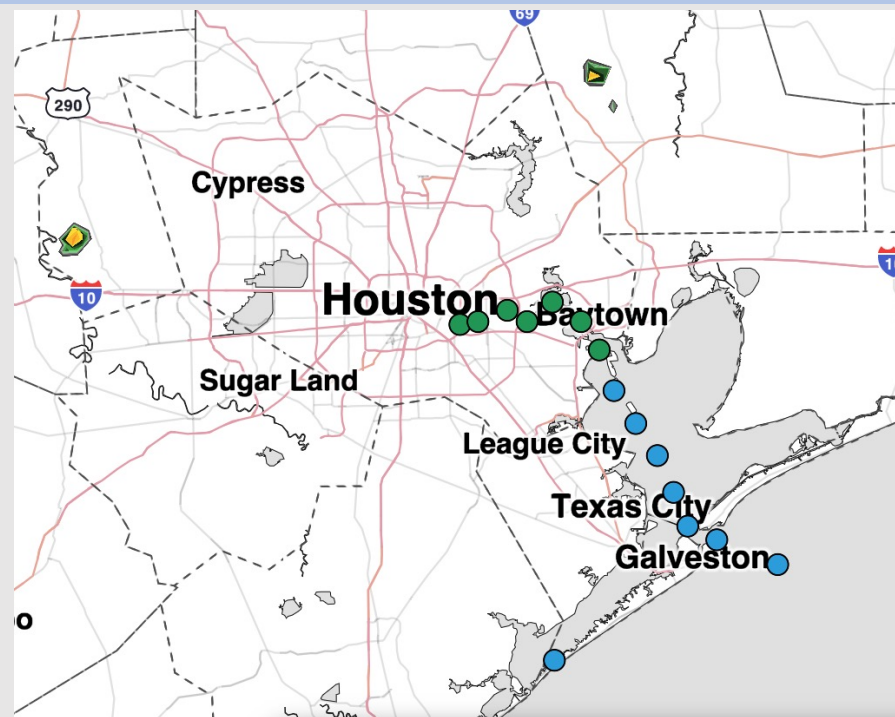 69
290
Cypress
10
Houston
Baytown
Sugar Land
League City
Texas City
Galveston